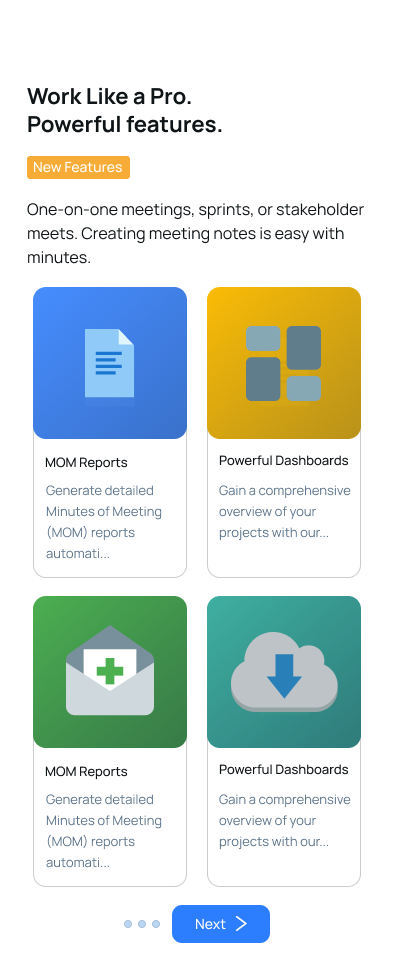 Work Like a Pro.
Powerful features.
New Features
One-on-one meetings, sprints, or stakeholder
meets. Creating meeting notes is easy with
minutes.
MOM Reports
Generate detailed
Minutes of Meeting
(MOM) reports
automati...
Powerful Dashboards
Gain a comprehensive
overview of your
projects with our...
MOM Reports
Generate detailed
Minutes of Meeting
(MOM) reports
automati...
Powerful Dashboards
Gain a comprehensive
overview of your
projects with our...
Next